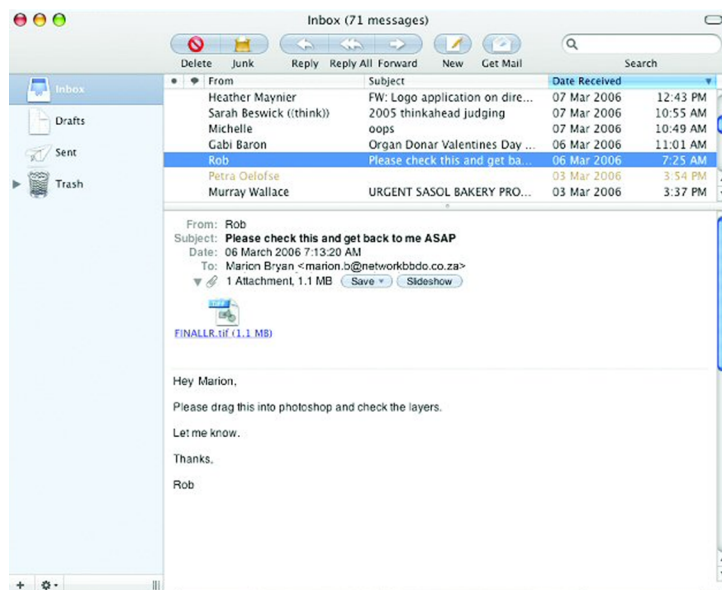 Inbox (71 messages)
Delete Junk Reply Reply All Forward New Get Mail Search
From Subject Date Received
Heather Maynier FW: Logo application on dire... 07 Mar 2006 12:43 PM
Sarah Beswick ((think)) 2005 thinkahead judging 07 Mar 2006 10:55 AM
Michelle oops 07 Mar 2006 10:49 AM
Gabi Baron Organ Donar Valentines Day ... 06 Mar 2006 11:01 AM
Rob Please check this and get ba... 06 Mar 2006 7:25 AM
Petra Oelofse 03 Mar 2006 3:54 PM
Murray Wallace URGENT SASOL BAKERY PRO... 03 Mar 2006 3:37 PM
Inbox
Drafts
Sent
Trash
From: Rob
Subject: Please check this and get back to me ASAP
Date: 06 March 2006 7:13:20 AM
To: Marion Bryan <marion.b@networkbbdo.co.za>
1 Attachment, 1.1 MB Save Slideshow
TIFF
FINALLR.tif (1.1 MB)
Hey Marion,
Please drag this into photoshop and check the layers.
Let me know.
Thanks,
Rob